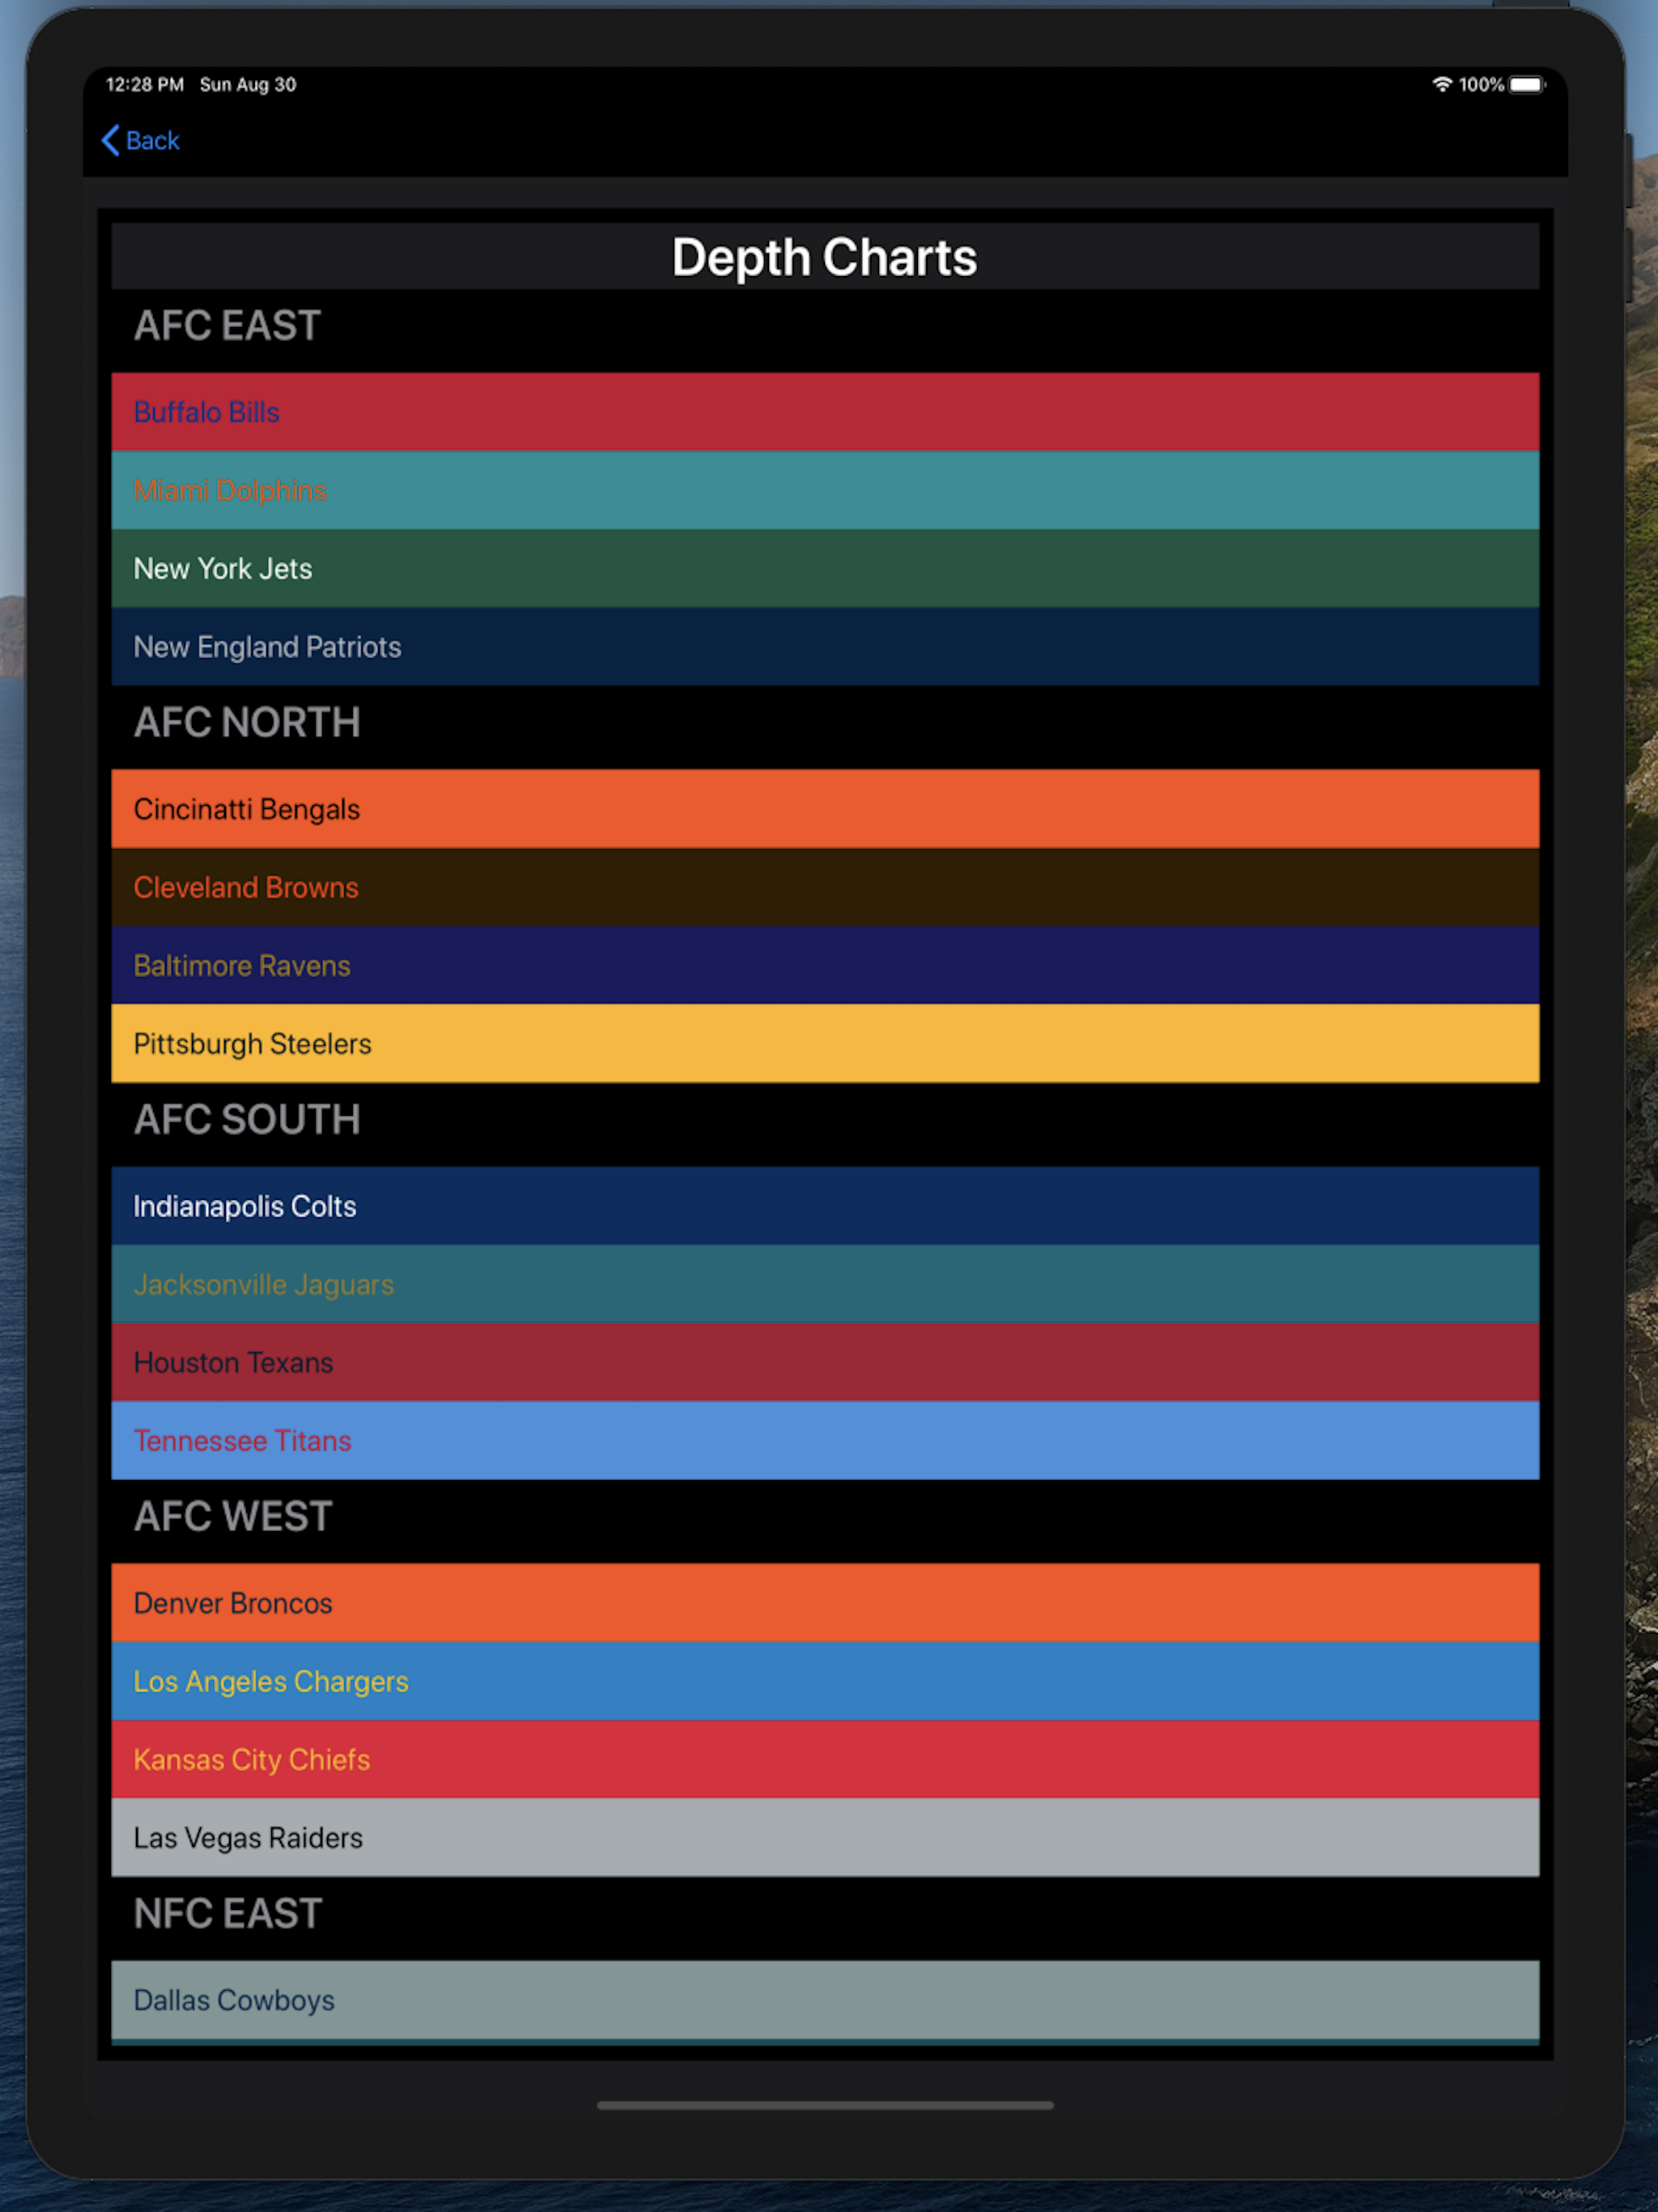 12:28 PM Sun Aug 30 100%
Back
Depth Charts
AFC EAST
Buffalo Bills
Miami Dolphins
New York Jets
New England Patriots
AFC NORTH
Cincinatti Bengals
Cleveland Browns
Baltimore Ravens
Pittsburgh Steelers
AFC SOUTH
Indianapolis Colts
Jacksonville Jaguars
Houston Texans
Tennessee Titans
AFC WEST
Denver Broncos
Los Angeles Chargers
Kansas City Chiefs
Las Vegas Raiders
NFC EAST
Dallas Cowboys